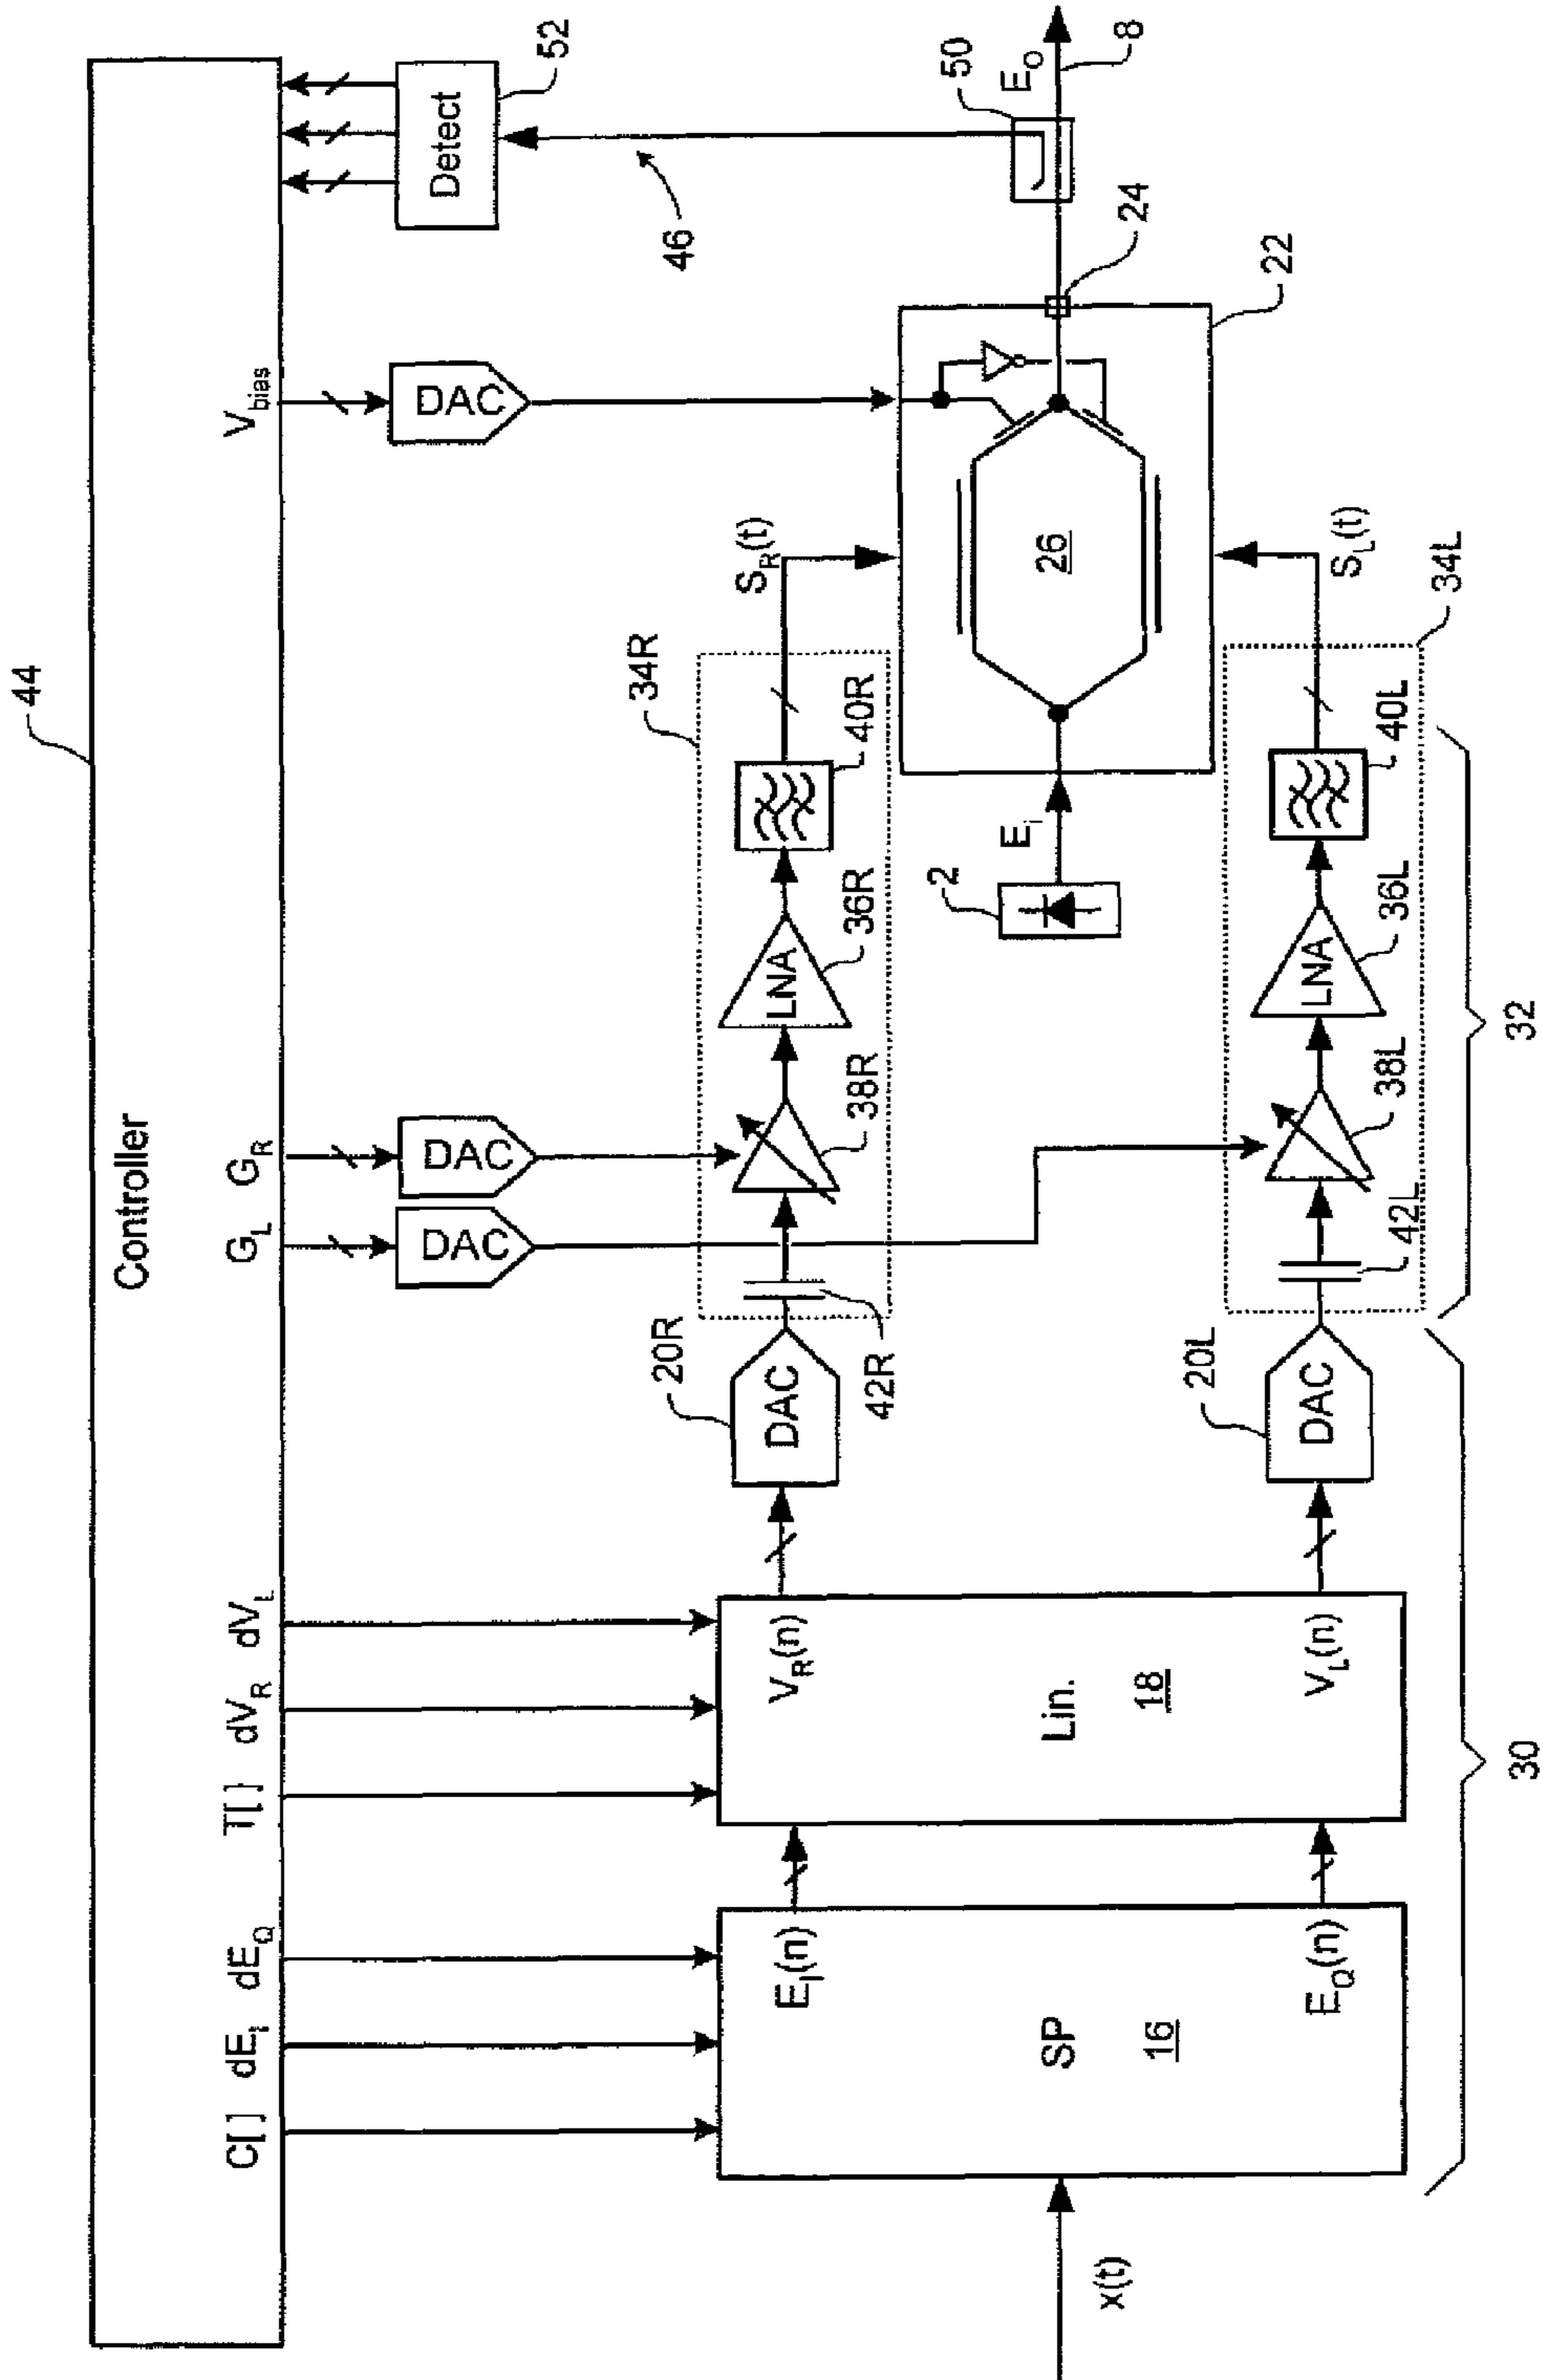 44
Controller
C[ ]
dE_I
dE_Q
T[ ]
dV_R
dV_L
G_L
G_R
V_bias
DAC
DAC
DAC
Detect
52
46
x(t)
SP
16
E_I(n)
E_Q(n)
Lin.
18
V_R(n)
V_L(n)
20R
DAC
20L
DAC
42R
38R
LNA
36R
40R
34R
S_R(t)
42L
38L
LNA
36L
40L
34L
S_L(t)
2
E_i
26
22
24
50
E_O
8
30
32